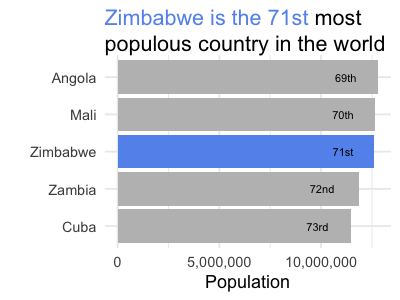 Zimbabwe is the 71st most
populous country in the world
Angola 69th
Mali 70th
Zimbabwe 71st
Zambia 72nd
Cuba 73rd
0 5,000,000 10,000,000
Population